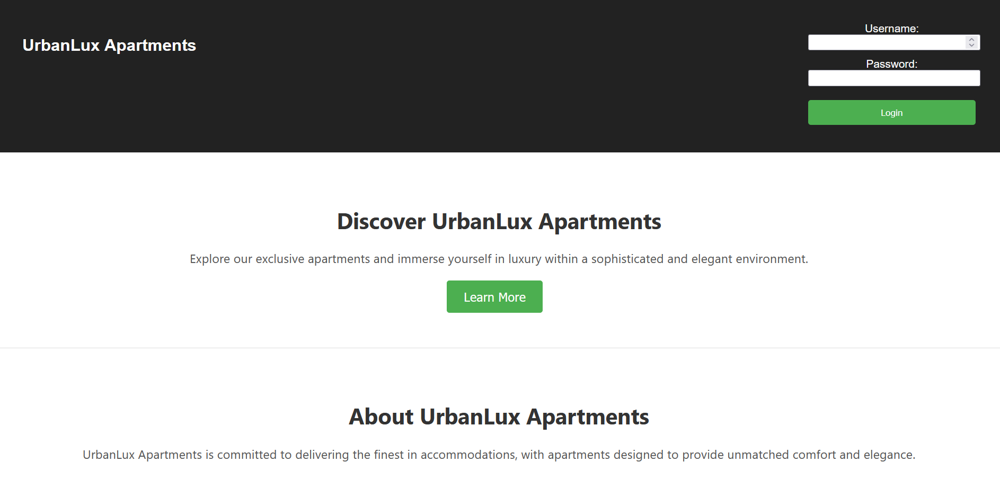 UrbanLux Apartments
Username:
Password:
Login
Discover UrbanLux Apartments
Explore our exclusive apartments and immerse yourself in luxury within a sophisticated and elegant environment.
Learn More
About UrbanLux Apartments
UrbanLux Apartments is committed to delivering the finest in accommodations, with apartments designed to provide unmatched comfort and elegance.